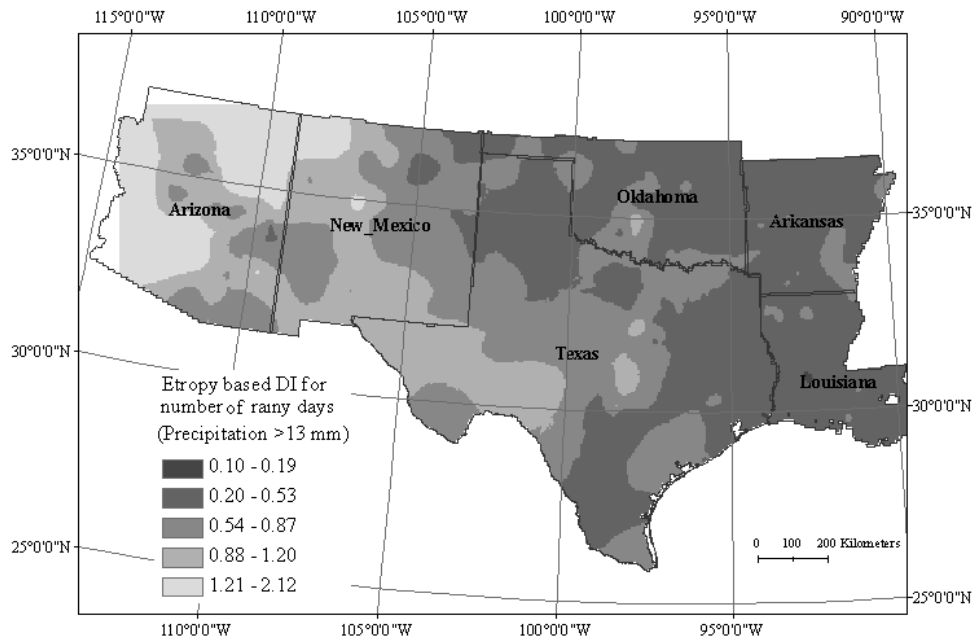 115°0'0"W 110°0'0"W 105°0'0"W 100°0'0"W 95°0'0"W 90°0'0"W
35°0'0"N
35°0'0"N
Arizona
New_Mexico
Oklahoma
Arkansas
Texas
Louisiana
30°0'0"N
30°0'0"N
Etropy based DI for
number of rainy days
(Precipitation >13 mm)
0.10 - 0.19
0.20 - 0.53
0.54 - 0.87
0.88 - 1.20
1.21 - 2.12
0 100 200 Kilometers
25°0'0"N
25°0'0"N
110°0'0"W 105°0'0"W 100°0'0"W 95°0'0"W